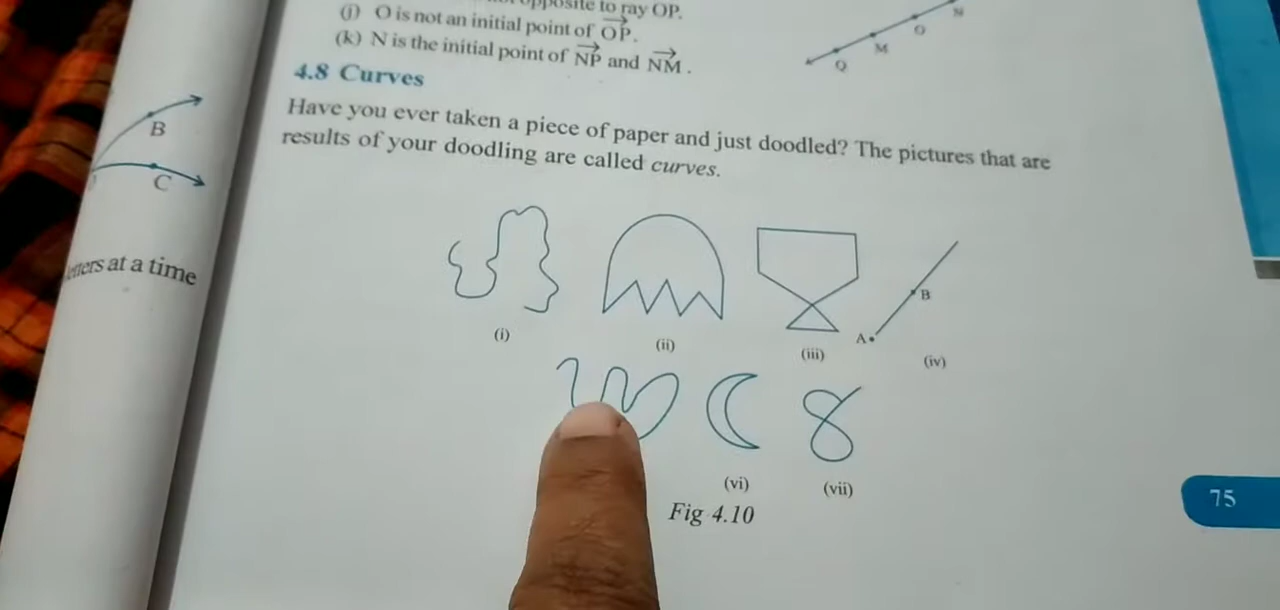 opposite to ray OP.
(j) O is not an initial point of OP.
(k) N is the initial point of NP and NM.
N
O
M
Q
4.8 Curves
Have you ever taken a piece of paper and just doodled? The pictures that are
results of your doodling are called curves.
B
C
letters at a time
(i)
(ii)
(iii)
A
B
(iv)
(vi)
(vii)
Fig 4.10
75